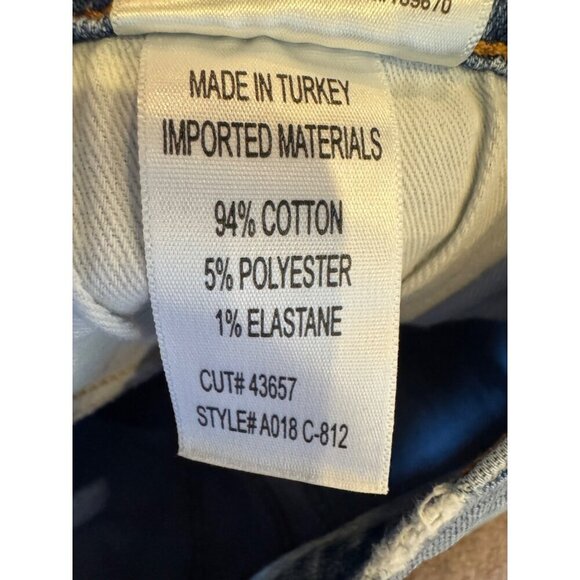 MADE IN TURKEY
IMPORTED MATERIALS
94% COTTON
5% POLYESTER
1% ELASTANE
CUT# 43657
STYLE# A018 C-812